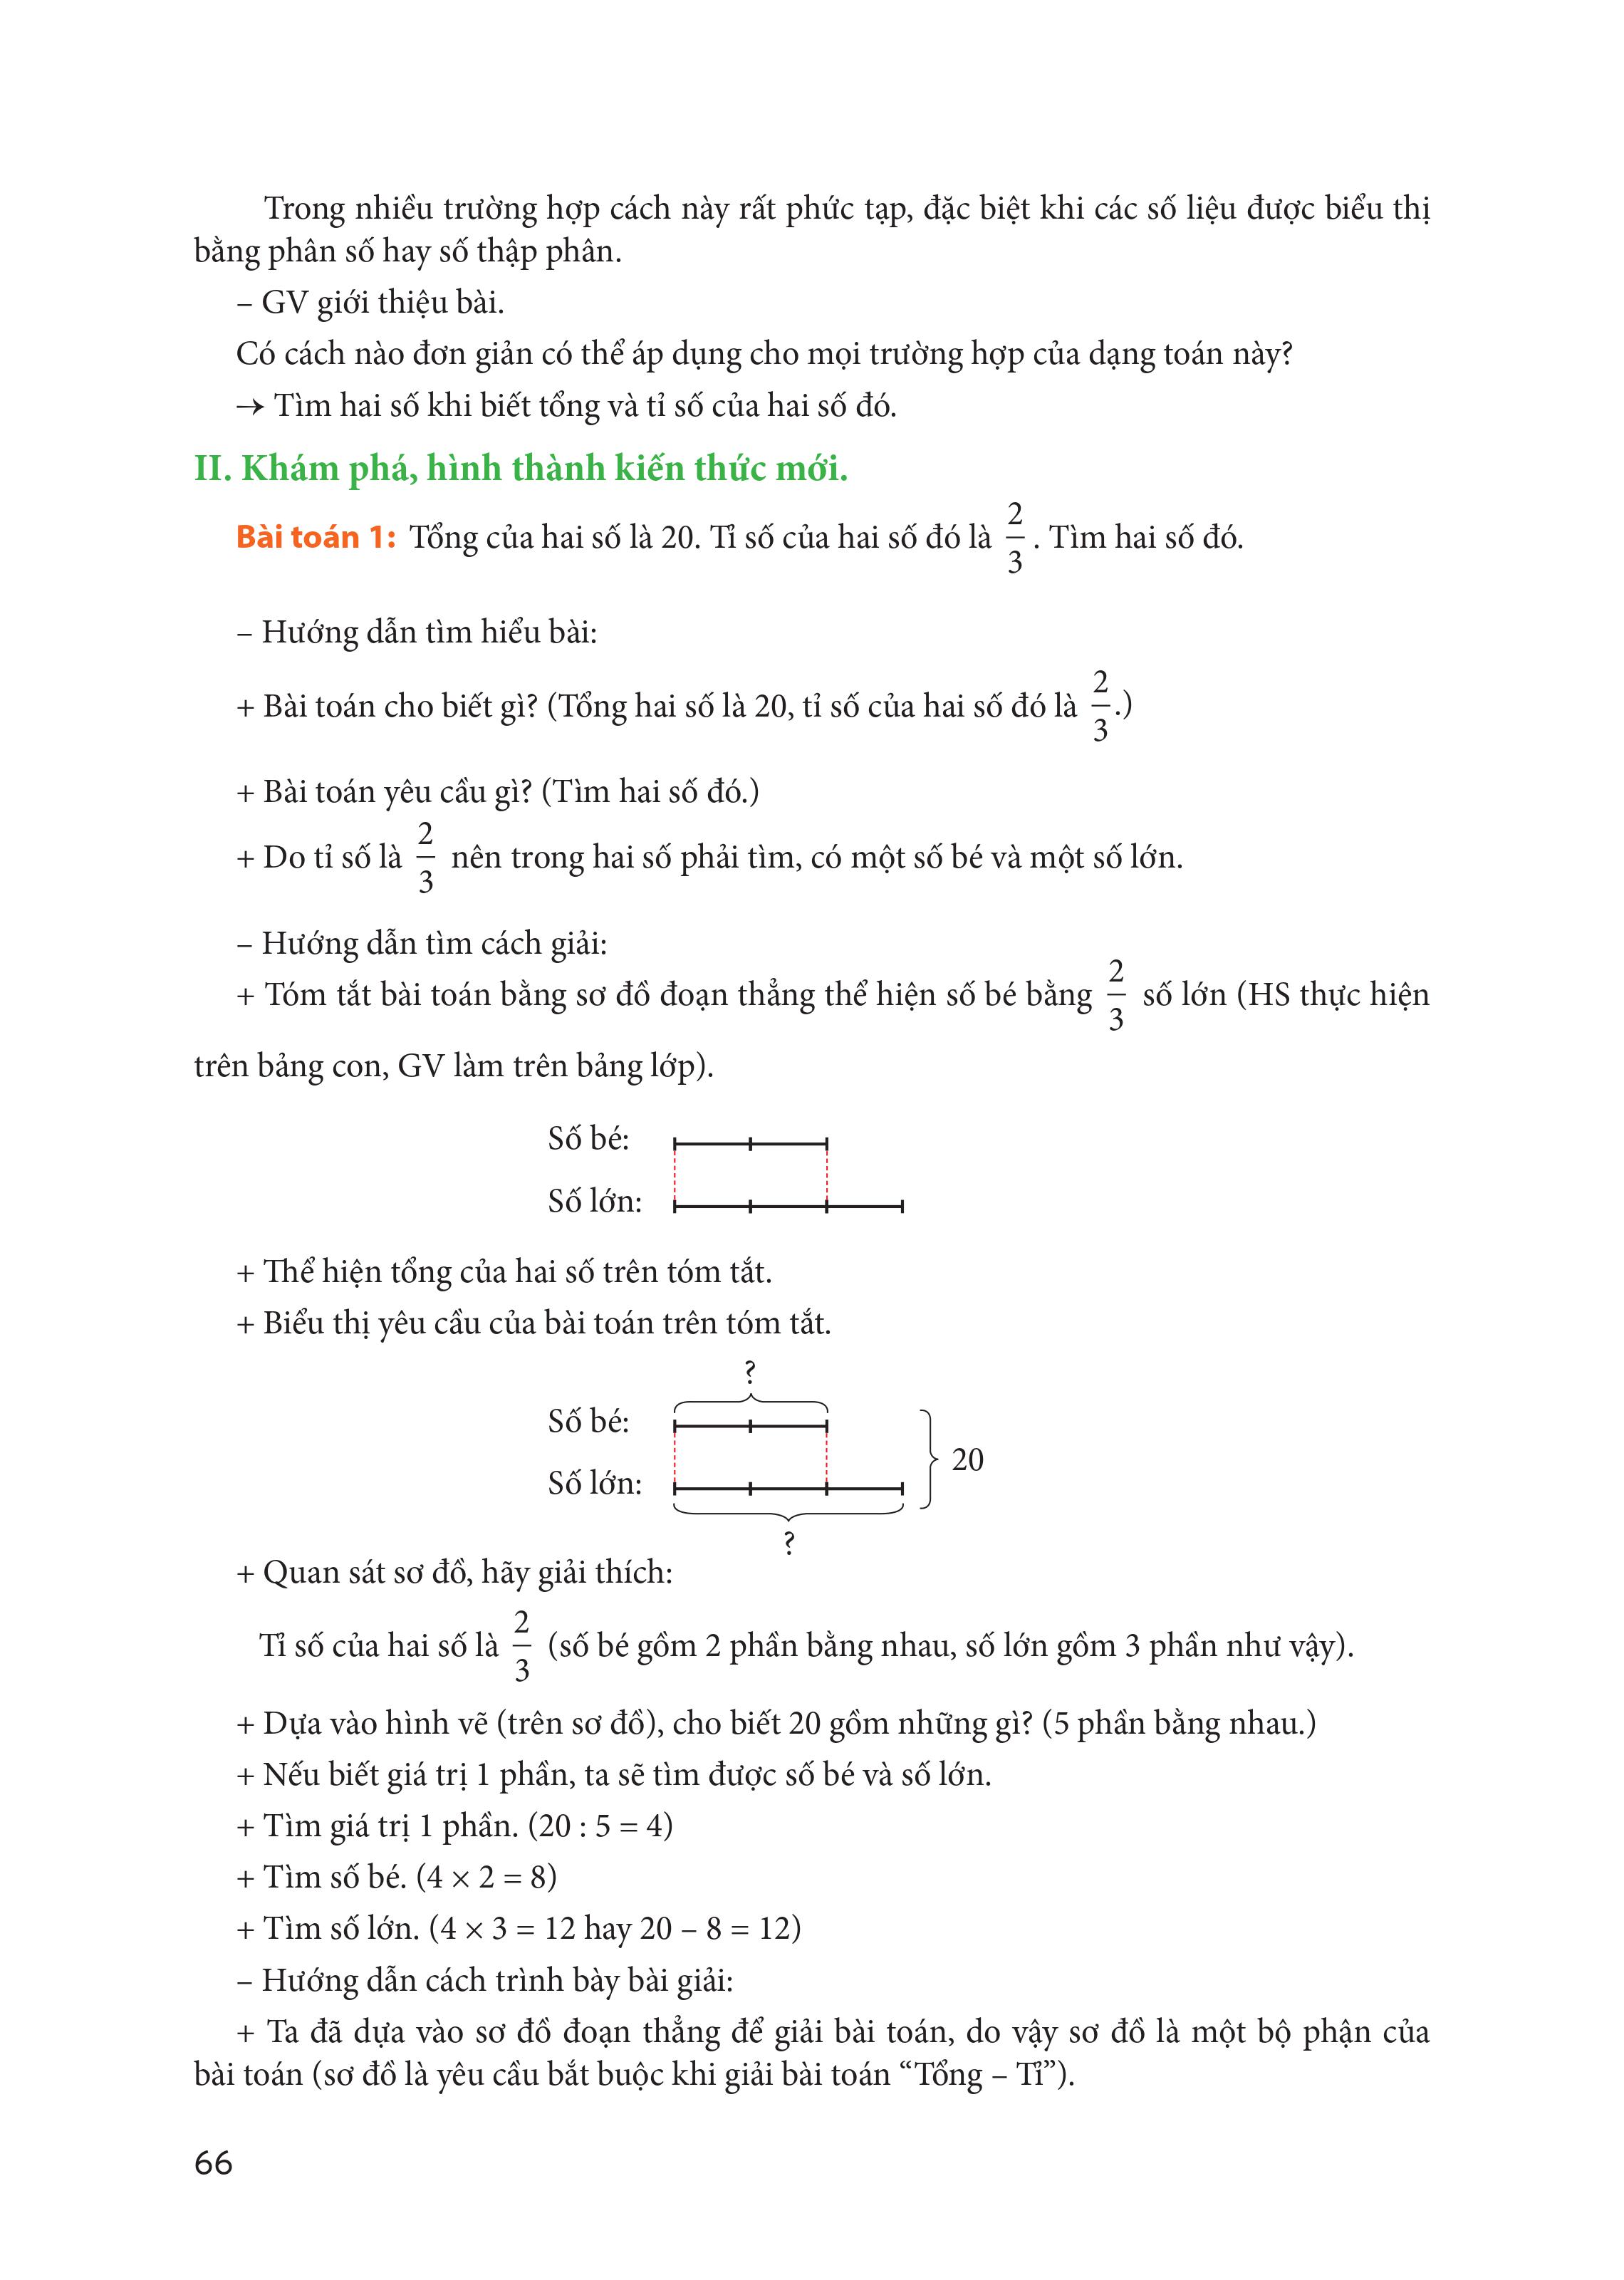 Trong nhiều trường hợp cách này rất phức tạp, đặc biệt khi các số liệu được biểu thị
bằng phân số hay số thập phân.
– GV giới thiệu bài.
Có cách nào đơn giản có thể áp dụng cho mọi trường hợp của dạng toán này?
→ Tìm hai số khi biết tổng và tỉ số của hai số đó.
II. Khám phá, hình thành kiến thức mới.
Bài toán 1: Tổng của hai số là 20. Tỉ số của hai số đó là 2/3. Tìm hai số đó.
– Hướng dẫn tìm hiểu bài:
+ Bài toán cho biết gì? (Tổng hai số là 20, tỉ số của hai số đó là 2/3.)
+ Bài toán yêu cầu gì? (Tìm hai số đó.)
+ Do tỉ số là 2/3 nên trong hai số phải tìm, có một số bé và một số lớn.
– Hướng dẫn tìm cách giải:
+ Tóm tắt bài toán bằng sơ đồ đoạn thẳng thể hiện số bé bằng 2/3 số lớn (HS thực hiện
trên bảng con, GV làm trên bảng lớp).
Số bé:
Số lớn:
+ Thể hiện tổng của hai số trên tóm tắt.
+ Biểu thị yêu cầu của bài toán trên tóm tắt.
?
Số bé:
20
Số lớn:
?
+ Quan sát sơ đồ, hãy giải thích:
Tỉ số của hai số là 2/3 (số bé gồm 2 phần bằng nhau, số lớn gồm 3 phần như vậy).
+ Dựa vào hình vẽ (trên sơ đồ), cho biết 20 gồm những gì? (5 phần bằng nhau.)
+ Nếu biết giá trị 1 phần, ta sẽ tìm được số bé và số lớn.
+ Tìm giá trị 1 phần. (20 : 5 = 4)
+ Tìm số bé. (4 × 2 = 8)
+ Tìm số lớn. (4 × 3 = 12 hay 20 – 8 = 12)
– Hướng dẫn cách trình bày bài giải:
+ Ta đã dựa vào sơ đồ đoạn thẳng để giải bài toán, do vậy sơ đồ là một bộ phận của
bài toán (sơ đồ là yêu cầu bắt buộc khi giải bài toán “Tổng – Tỉ”).
66